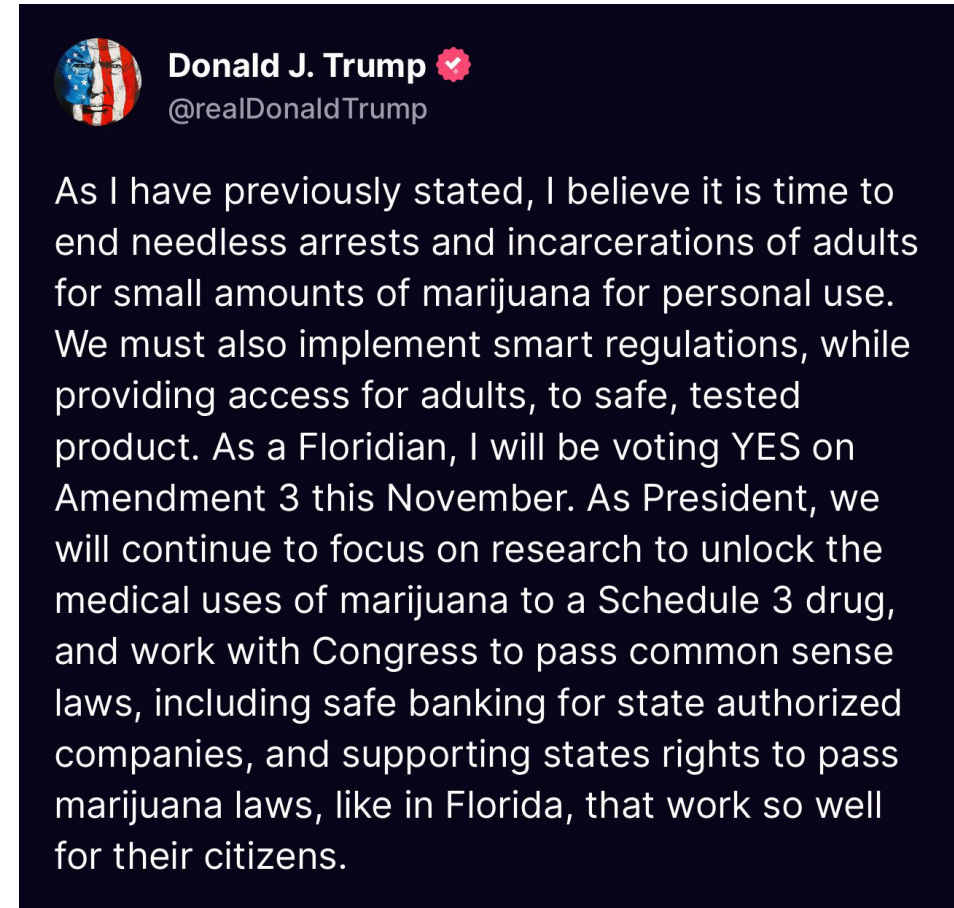 Donald J. Trump
@realDonaldTrump
As I have previously stated, I believe it is time to
end needless arrests and incarcerations of adults
for small amounts of marijuana for personal use.
We must also implement smart regulations, while
providing access for adults, to safe, tested
product. As a Floridian, I will be voting YES on
Amendment 3 this November. As President, we
will continue to focus on research to unlock the
medical uses of marijuana to a Schedule 3 drug,
and work with Congress to pass common sense
laws, including safe banking for state authorized
companies, and supporting states rights to pass
marijuana laws, like in Florida, that work so well
for their citizens.